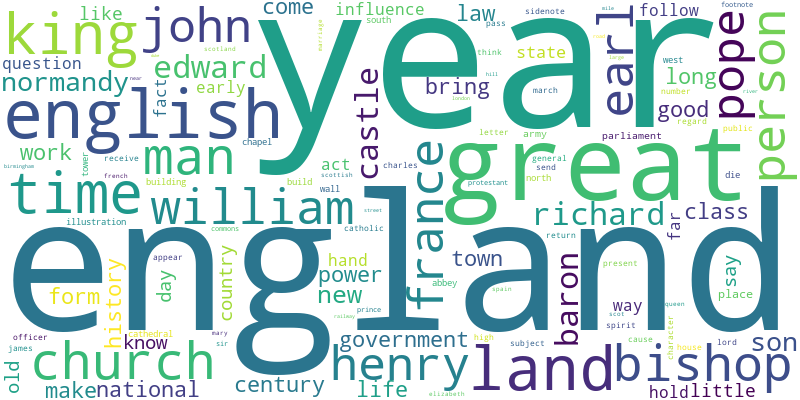 like
influence
come
law
south
pass
sidenote
follow
footnote
mile
king
john
year
earl
pope
person
marriage
scotland
question
normandy
edward
early
fact
near
castle
bring
state
think
hill
london
march
west
long
large
number
good
river
english
work
man
chapel
act
charles
letter
army
parliament
regard
public
birmingham
tower
receive
french
building
build
scottish
wall
france
great
general
send
north
protestant
die
time
william
illustration
street
commons
catholic
richard
return
far
class
england
history
form
day
appear
country
hand
power
new
abbey
prince
spain
town
baron
way
spirit
present
say
place
queen
scot
officer
cathedral
know
mary
sir
railway
government
high
subject
cause
character
house
lord
son
james
old
church
make
national
century
henry
life
elizabeth
land
bishop
hold
little